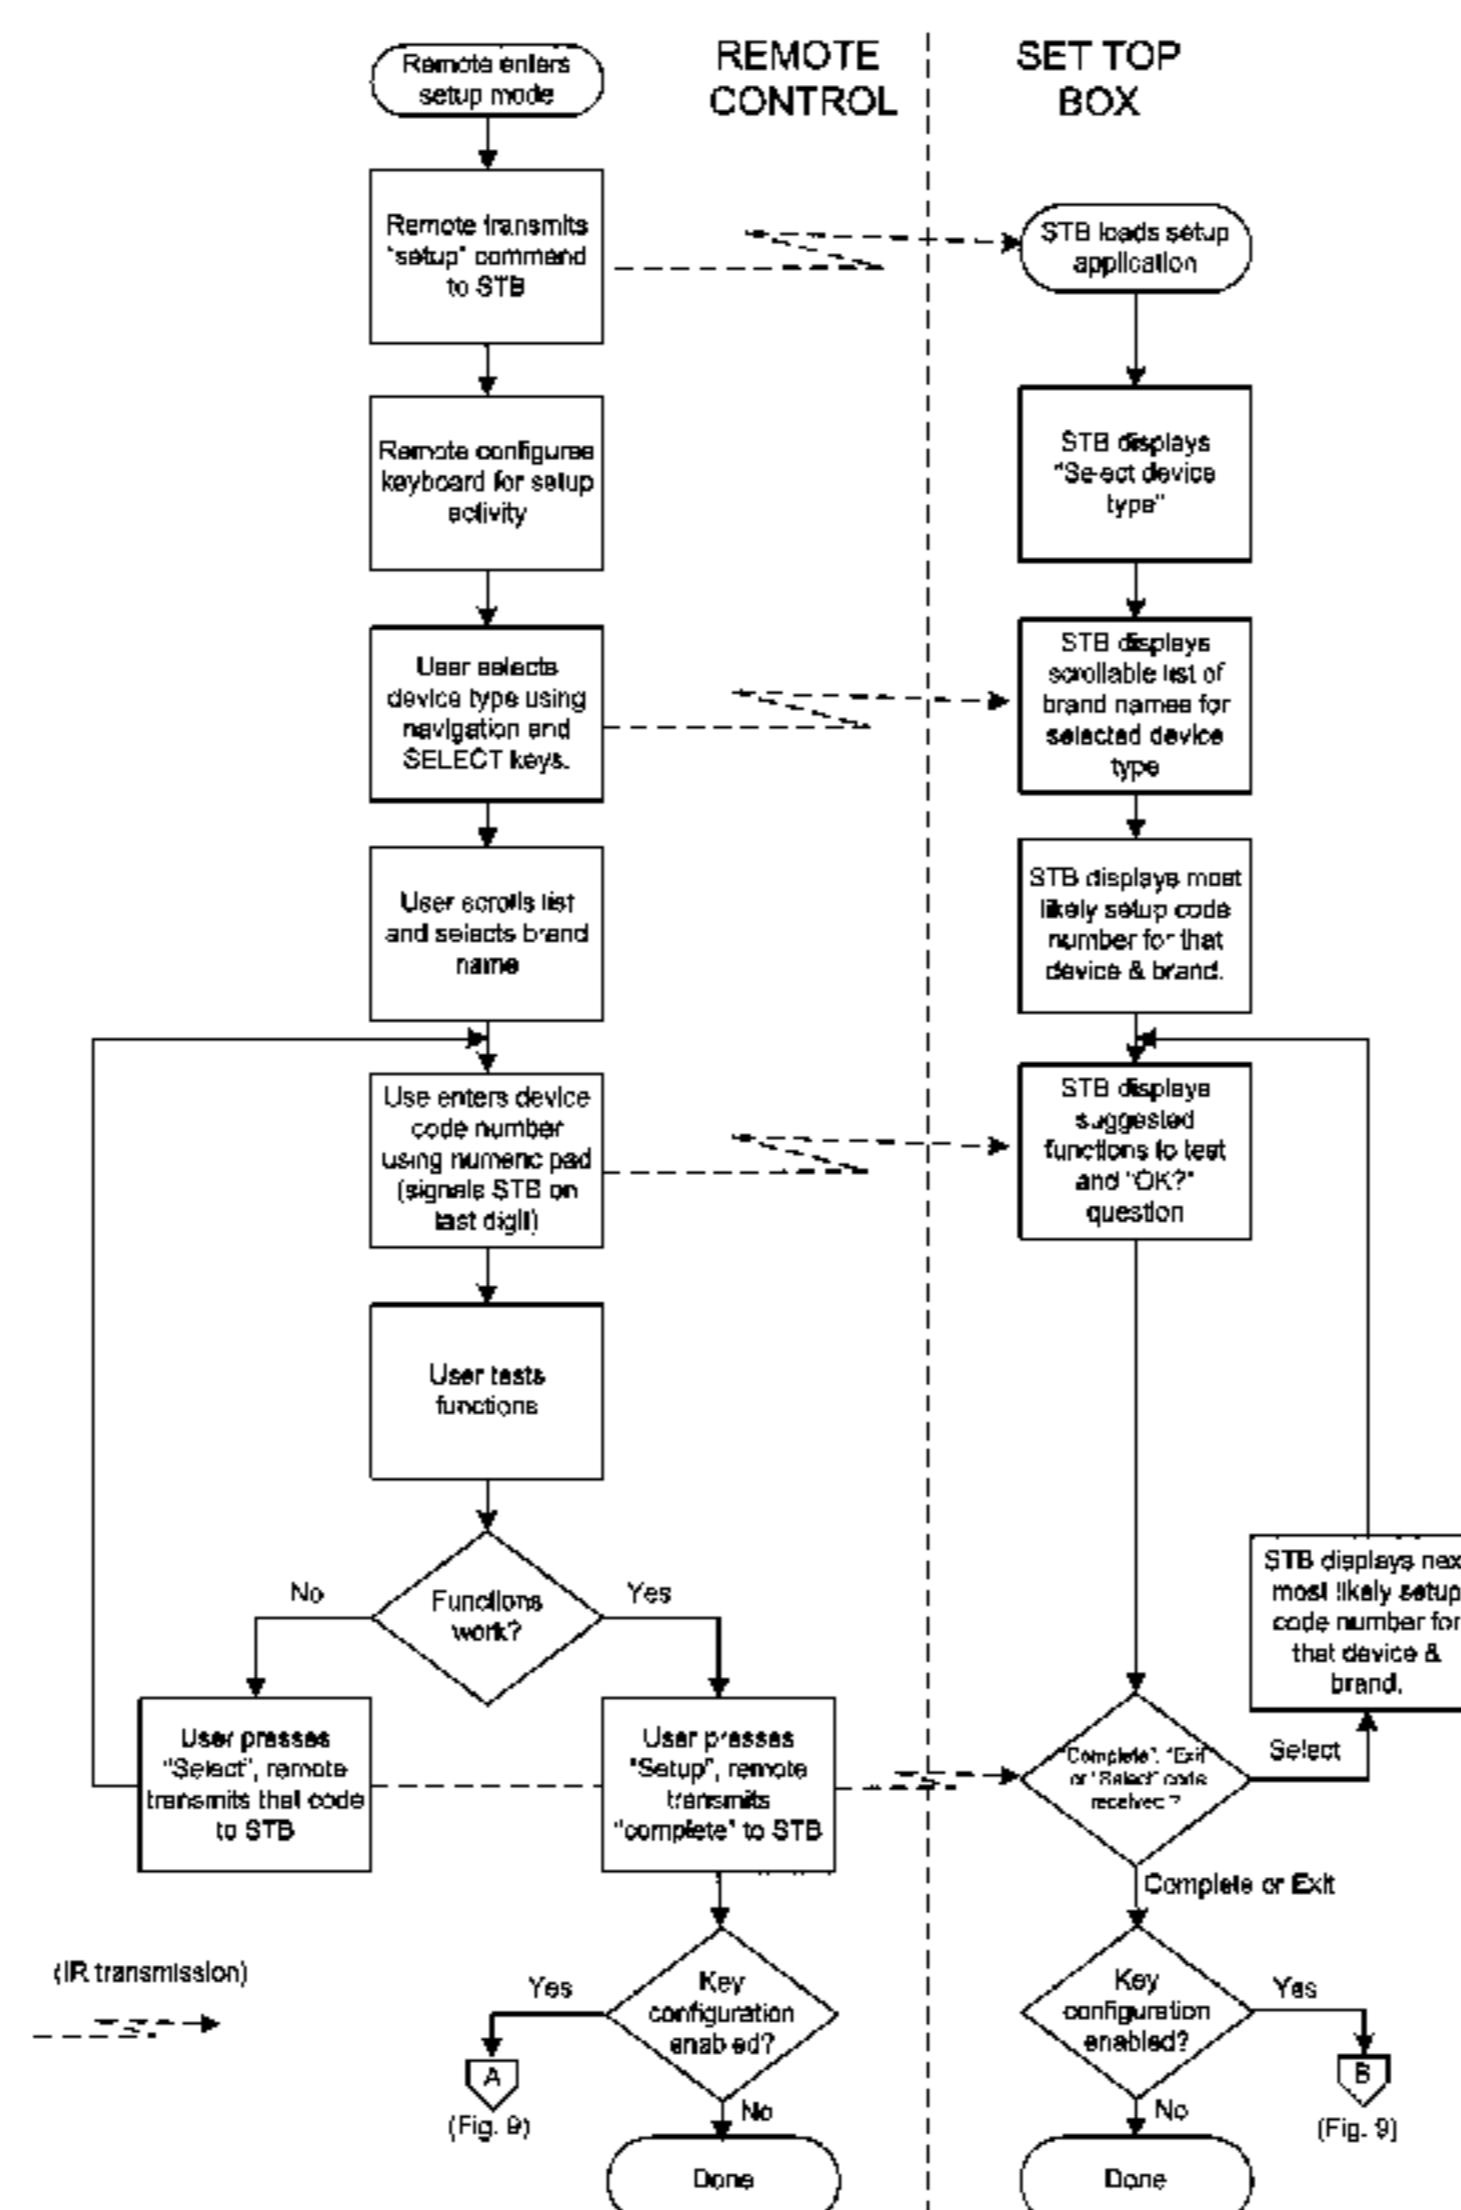 REMOTE
CONTROL
SET TOP
BOX
Remote enters
setup mode
Remote transmits
"setup" command
to STB
Remote configures
keyboard for setup
activity
User selects
device type using
navigation and
SELECT keys.
User scrolls list
and selects brand
name
Use enters device
code number
using numeric pad
(signals STB on
last digit)
User tests
functions
Functions
work?
No
Yes
User presses
"Select", remote
transmits that code
to STB
User presses
"Setup", remote
transmits
"complete" to STB
Key
configuration
enabled?
Yes
A
(Fig. 9)
No
Done
(IR transmission)
STB loads setup
application
STB displays
"Select device
type"
STB displays
scrollable list of
brand names for
selected device
type
STB displays most
likely setup code
number for that
device & brand.
STB displays
suggested
functions to test
and "OK?"
question
"Complete", "Exit"
or "Select" code
received ?
Select
STB displays nex
most likely setup
code number for
that device &
brand.
Complete or Exit
Key
configuration
enabled?
Yes
B
(Fig. 9)
No
Done